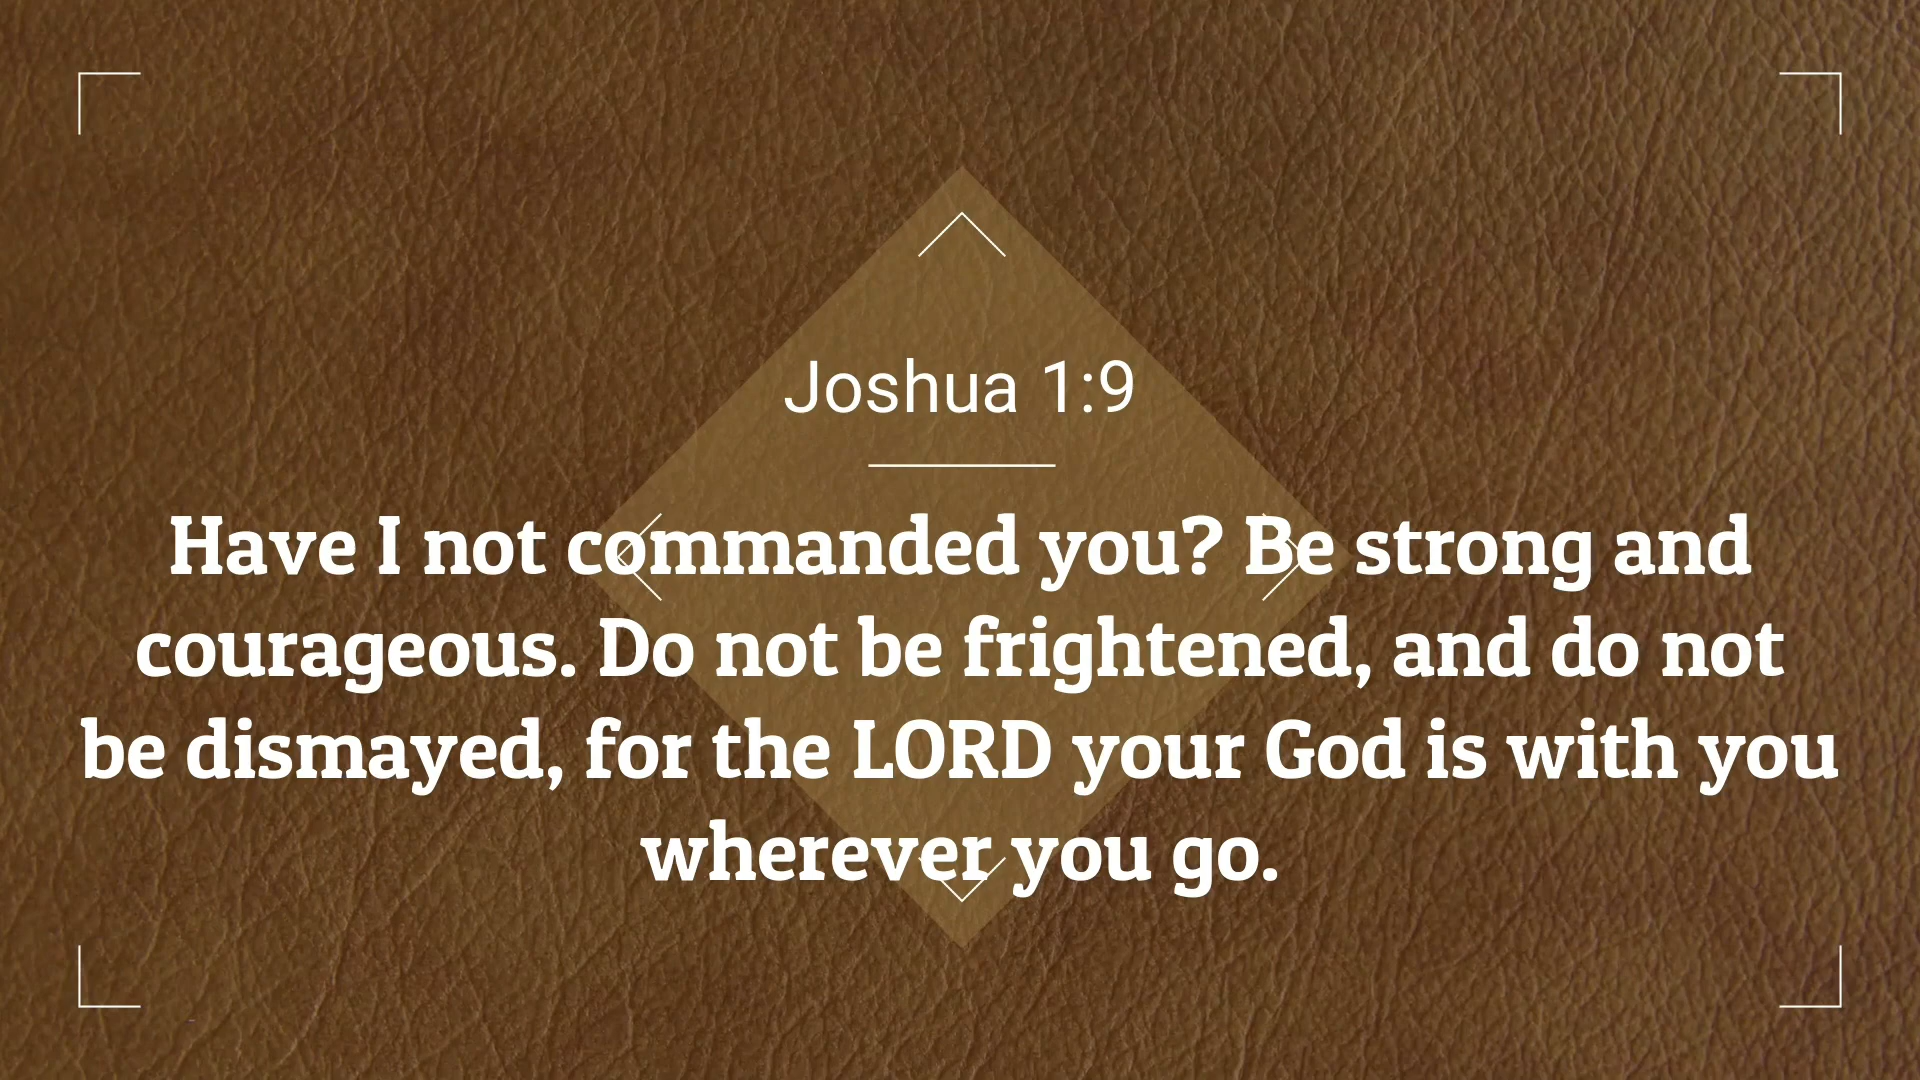 Joshua 1:9
Have I not commanded you? Be strong and
courageous. Do not be frightened, and do not
be dismayed, for the LORD your God is with you
wherever you go.